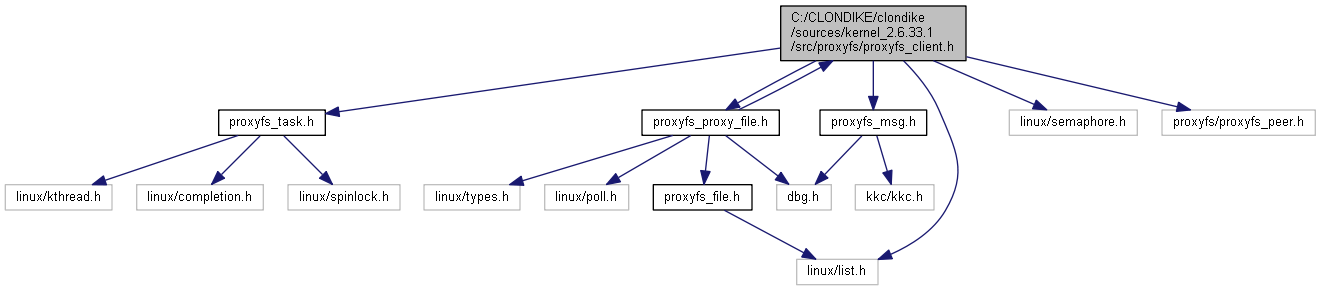 C:/CLONDIKE/clondike
/sources/kernel_2.6.33.1
/src/proxyfs/proxyfs_client.h
proxyfs_task.h
proxyfs_proxy_file.h
proxyfs_msg.h
linux/semaphore.h
proxyfs/proxyfs_peer.h
linux/kthread.h
linux/completion.h
linux/spinlock.h
linux/types.h
linux/poll.h
proxyfs_file.h
dbg.h
kkc/kkc.h
linux/list.h